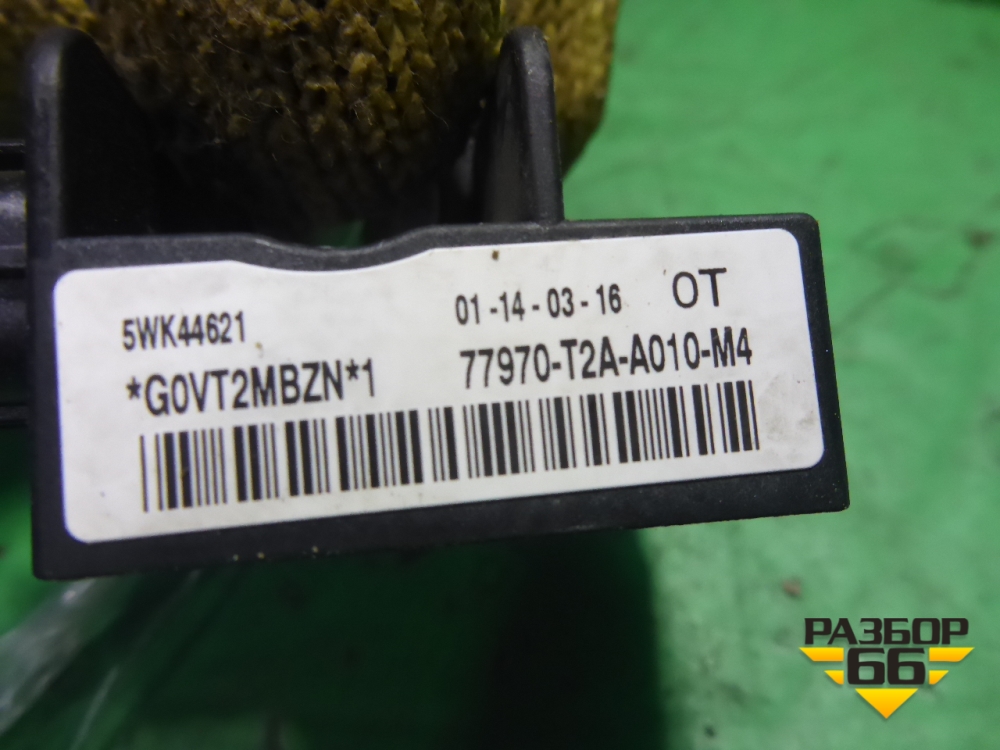 5WK44621
01-14-03-16 OT
*G0VT2MBZN*1
77970-T2A-A010-M4
РАЗБОР
66